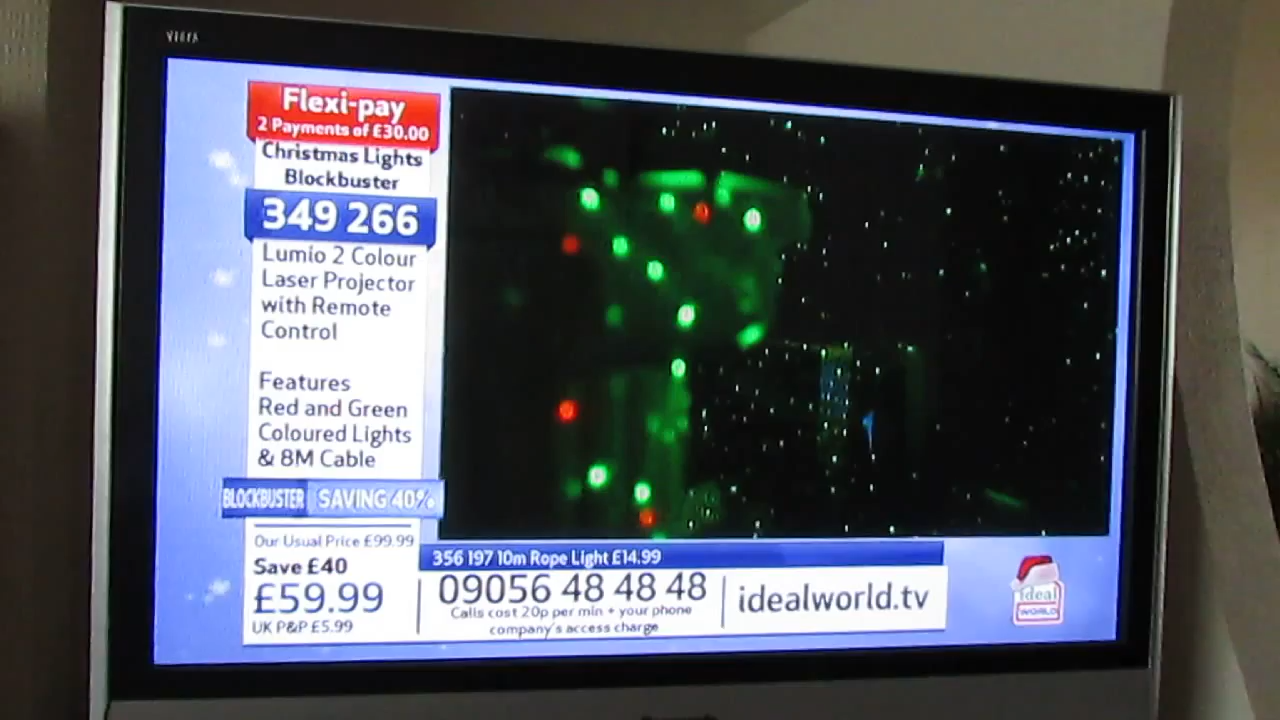 VIERA
Flexi-pay
2 Payments of £30.00
Christmas Lights
Blockbuster
349 266
Lumio 2 Colour
Laser Projector
with Remote
Control
Features
Red and Green
Coloured Lights
& 8M Cable
BLOCKBUSTER SAVING 40%
Our Usual Price £99.99
Save £40
£59.99
UK P&P £5.99
356 197 10m Rope Light £14.99
09056 48 48 48
Calls cost 20p per min + your phone
company's access charge
idealworld.tv
ideal
WORLD